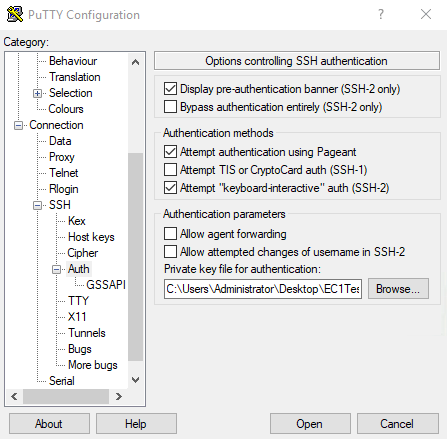 PuTTY Configuration
?
Category:
Behaviour
Translation
Selection
Colours
Connection
Data
Proxy
Telnet
Rlogin
SSH
Kex
Host keys
Cipher
Auth
GSSAPI
TTY
X11
Tunnels
Bugs
More bugs
Serial
Options controlling SSH authentication
Display pre-authentication banner (SSH-2 only)
Bypass authentication entirely (SSH-2 only)
Authentication methods
Attempt authentication using Pageant
Attempt TIS or CryptoCard auth (SSH-1)
Attempt "keyboard-interactive" auth (SSH-2)
Authentication parameters
Allow agent forwarding
Allow attempted changes of username in SSH-2
Private key file for authentication:
C:\Users\Administrator\Desktop\EC1Tes
Browse...
About
Help
Open
Cancel